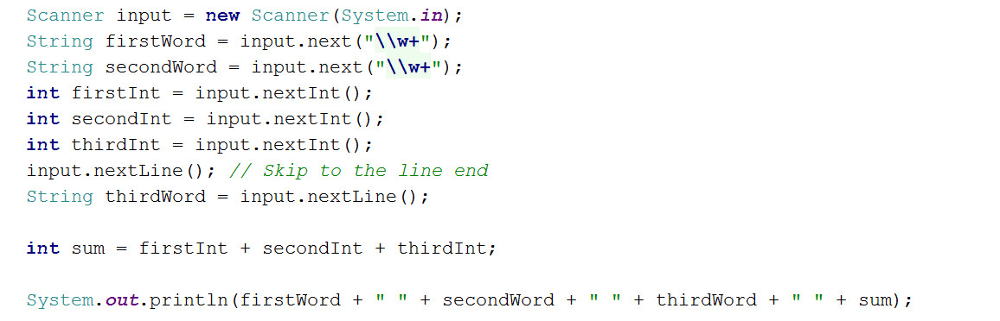 Scanner input = new Scanner(System.in);
String firstWord = input.next("\\w+");
String secondWord = input.next("\\w+");
int firstInt = input.nextInt();
int secondInt = input.nextInt();
int thirdInt = input.nextInt();
input.nextLine(); // Skip to the line end
String thirdWord = input.nextLine();
int sum = firstInt + secondInt + thirdInt;
System.out.println(firstWord + " " + secondWord + " " + thirdWord + " " + sum);